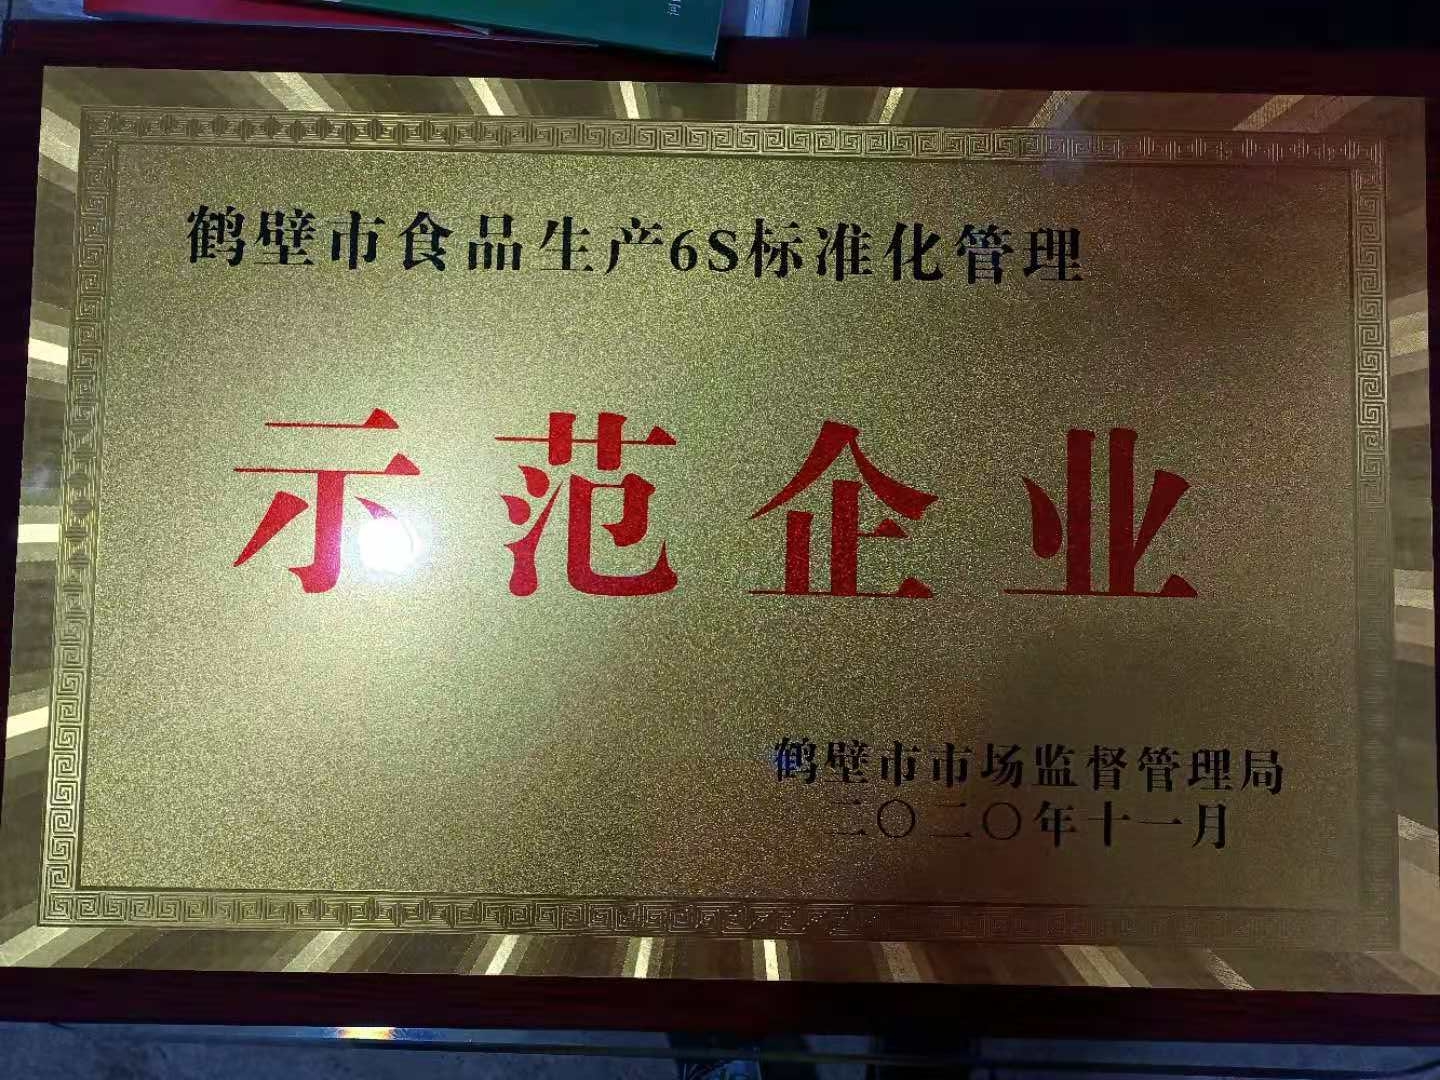 鹤壁市食品生产6S标准化管理
示范企业
鹤壁市市场监督管理局
二〇二〇年十一月